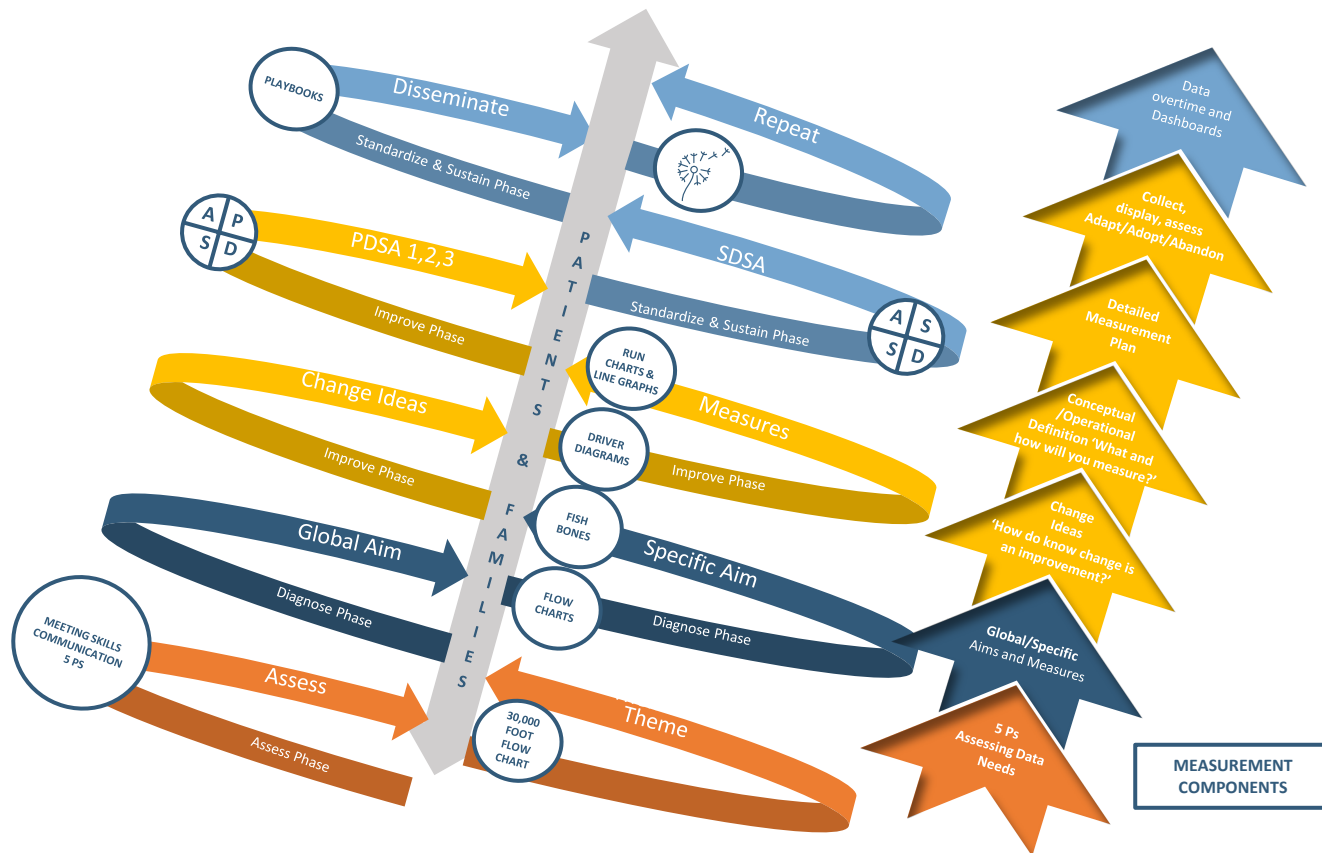 PLAYBOOKS
Disseminate
Standardize & Sustain Phase
Repeat
A P
S D
PDSA 1,2,3
Improve Phase
SDSA
Standardize & Sustain Phase
A S
S D
Change Ideas
Improve Phase
RUN
CHARTS &
LINE GRAPHS
Measures
DRIVER
DIAGRAMS
Improve Phase
Global Aim
Diagnose Phase
FISH
BONES
Specific Aim
FLOW
CHARTS
Diagnose Phase
MEETING SKILLS
COMMUNICATION
5 PS
Assess
Assess Phase
Theme
30,000
FOOT
FLOW
CHART
PATIENTS & FAMILIES
Data
overtime and
Dashboards
Collect,
display, assess
Adapt/Adopt/Abandon
Detailed
Measurement
Plan
Conceptual
/Operational
Definition ‘What and
how will you measure?’
Change
Ideas
‘How do know change is
an improvement?’
Global/Specific
Aims and Measures
5 Ps
Assessing Data
Needs
MEASUREMENT
COMPONENTS